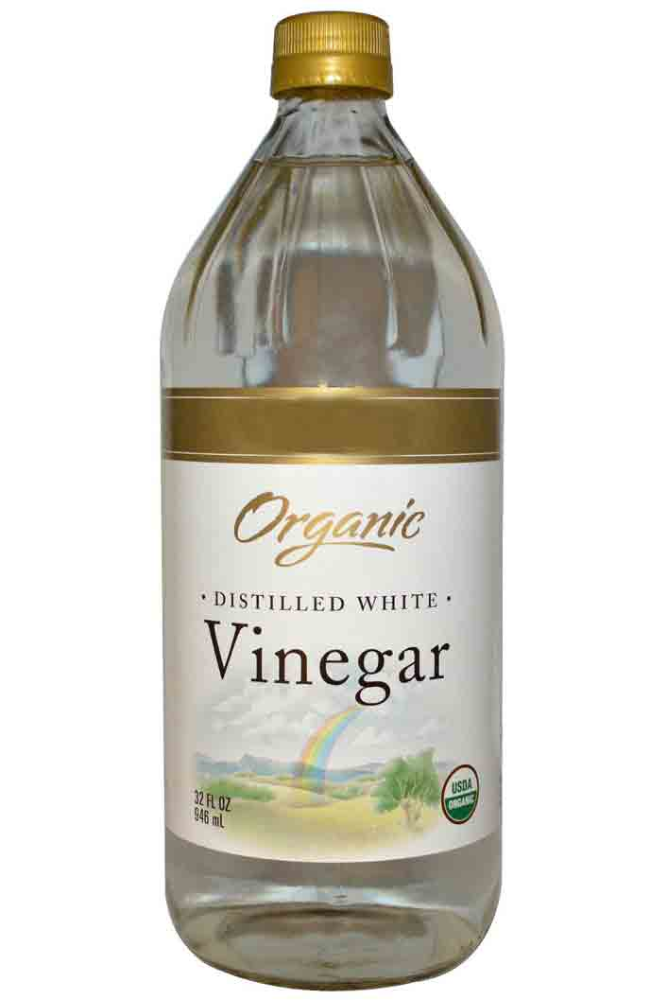 Organic
· DISTILLED WHITE ·
Vinegar
32 FL OZ
946 mL
USDA
ORGANIC